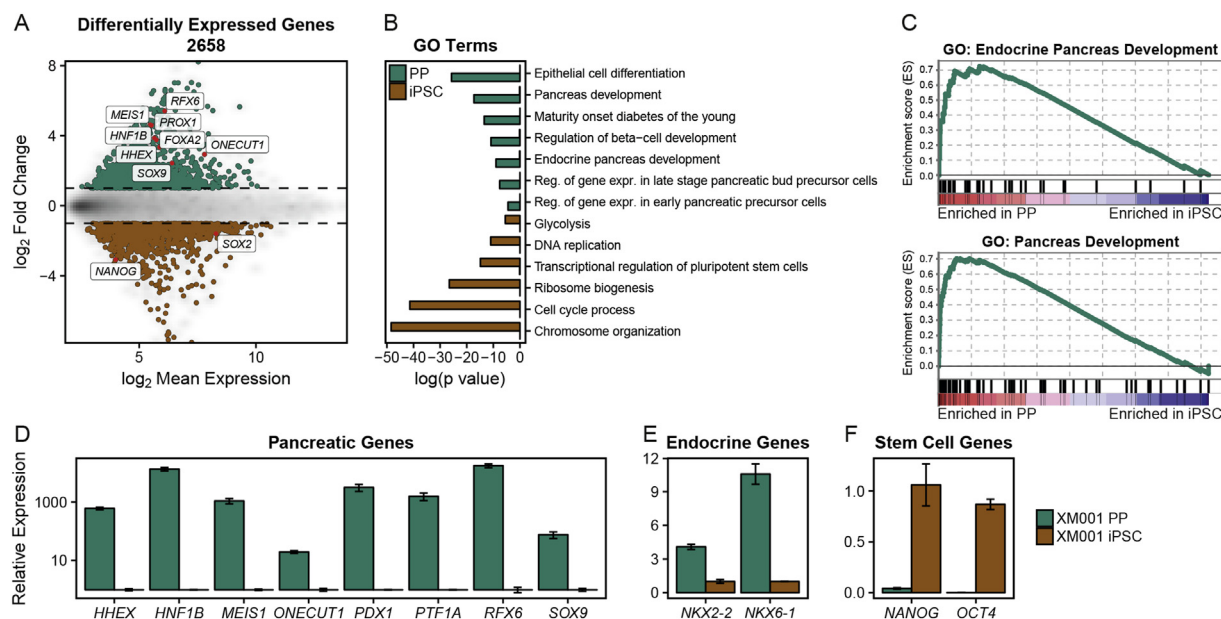 A
Differentially Expressed Genes
2658
log2 Fold Change
8
4
0
−4
RFX6
MEIS1
PROX1
HNF1B
FOXA2
ONECUT1
HHEX
SOX9
SOX2
NANOG
5
10
log2 Mean Expression
B
GO Terms
PP
iPSC
Epithelial cell differentiation
Pancreas development
Maturity onset diabetes of the young
Regulation of beta−cell development
Endocrine pancreas development
Reg. of gene expr. in late stage pancreatic bud precursor cells
Reg. of gene expr. in early pancreatic precursor cells
Glycolysis
DNA replication
Transcriptional regulation of pluripotent stem cells
Ribosome biogenesis
Cell cycle process
Chromosome organization
−50 −40 −30 −20 −10 0
log(p value)
C
GO: Endocrine Pancreas Development
Enrichment score (ES)
0.7
0.6
0.5
0.4
0.3
0.2
0.1
0.0
Enriched in PP
Enriched in iPSC
GO: Pancreas Development
Enrichment score (ES)
0.7
0.6
0.5
0.4
0.3
0.2
0.1
0.0
Enriched in PP
Enriched in iPSC
D
Pancreatic Genes
Relative Expression
1000
10
HHEX HNF1B MEIS1 ONECUT1 PDX1 PTF1A RFX6 SOX9
E
Endocrine Genes
12
9
6
3
0
NKX2-2 NKX6-1
F
Stem Cell Genes
1.0
0.5
0.0
NANOG OCT4
XM001 PP
XM001 iPSC